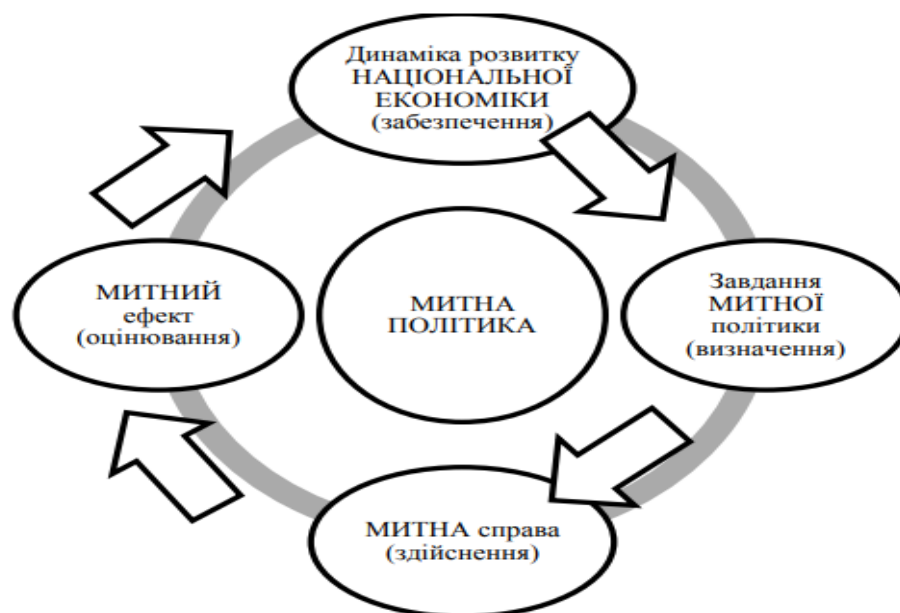 Динаміка розвитку
НАЦІОНАЛЬНОЇ
ЕКОНОМІКИ
(забезпечення)
МИТНИЙ
ефект
(оцінювання)
МИТНА
ПОЛІТИКА
Завдання
МИТНОЇ
політики
(визначення)
МИТНА справа
(здійснення)